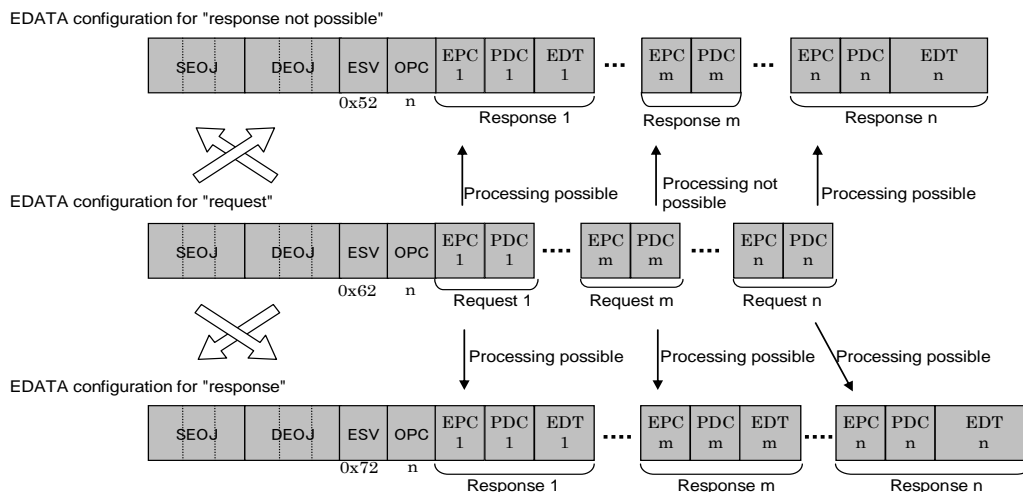 EDATA configuration for "response not possible"
SEOJ DEOJ ESV OPC EPC 1 PDC 1 EDT 1 ... EPC m PDC m ... EPC n PDC n EDT n
0x52 n Response 1 Response m Response n
Processing possible Processing not possible Processing possible
EDATA configuration for "request"
SEOJ DEOJ ESV OPC EPC 1 PDC 1 .... EPC m PDC m .... EPC n PDC n
0x62 n Request 1 Request m Request n
Processing possible Processing possible Processing possible
EDATA configuration for "response"
SEOJ DEOJ ESV OPC EPC 1 PDC 1 EDT 1 .... EPC m PDC m EDT m .... EPC n PDC n EDT n
0x72 n Response 1 Response m Response n